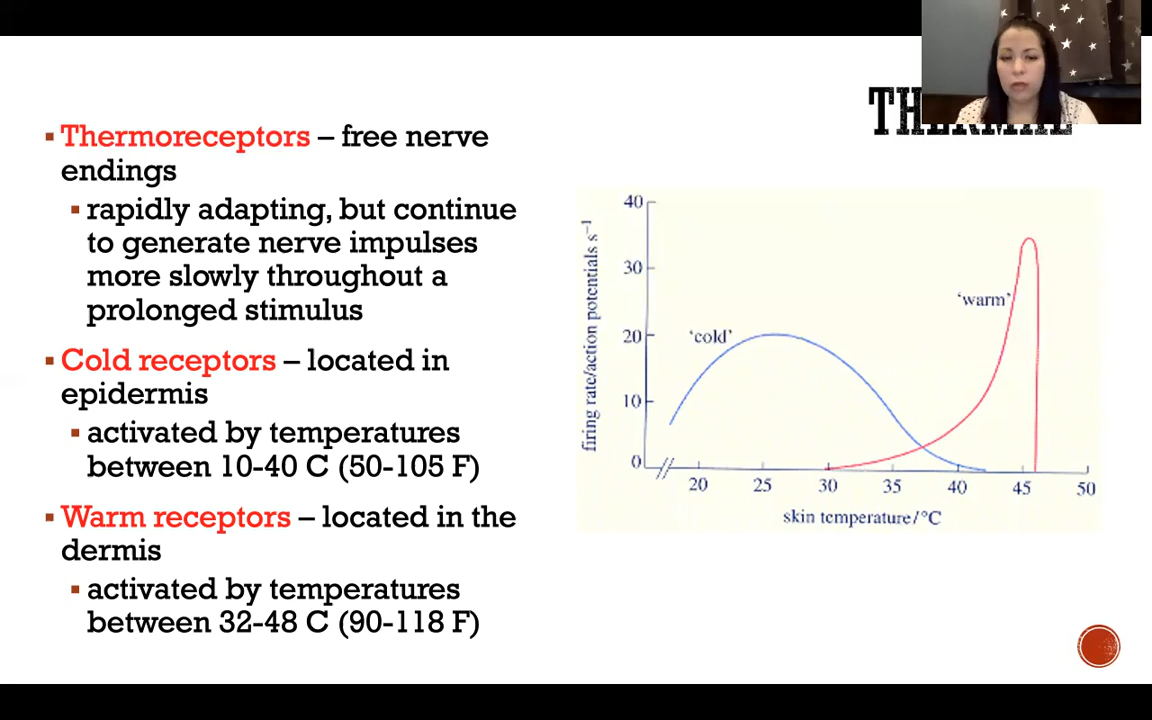 THERMAL
▪ Thermoreceptors – free nerve
endings
▪ rapidly adapting, but continue
to generate nerve impulses
more slowly throughout a
prolonged stimulus
▪ Cold receptors – located in
epidermis
▪ activated by temperatures
between 10-40 C (50-105 F)
▪ Warm receptors – located in the
dermis
▪ activated by temperatures
between 32-48 C (90-118 F)
firing rate/action potentials s⁻¹
40
30
20
10
0
'cold'
'warm'
20 25 30 35 40 45 50
skin temperature/°C